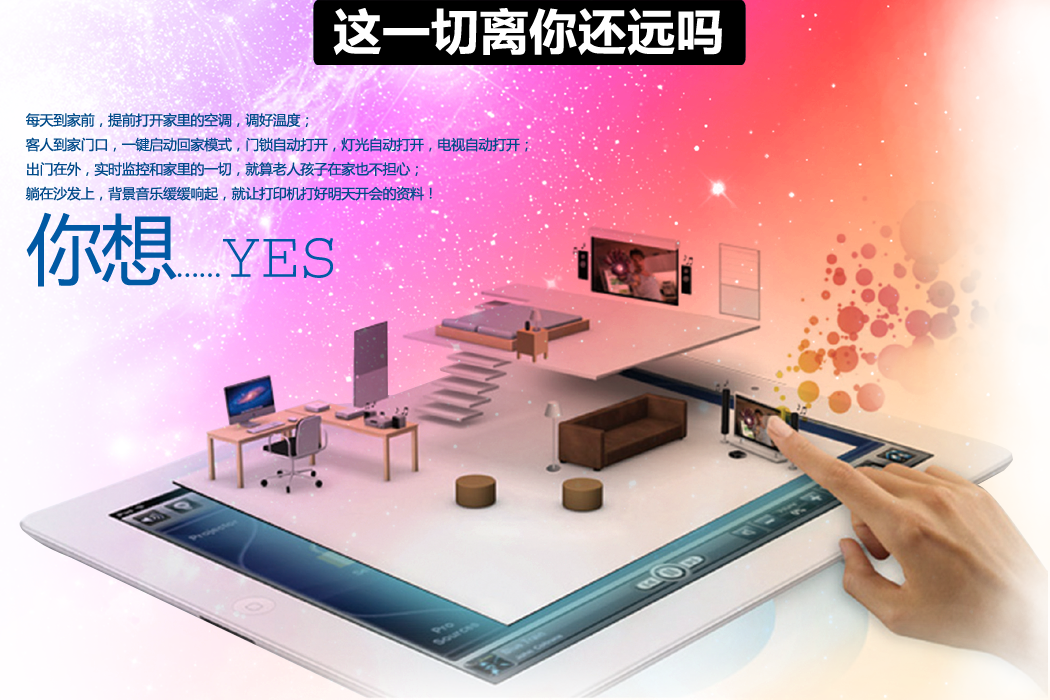 这一切离你还远吗
每天到家前，提前打开家里的空调，调好温度；
客人到家门口，一键启动回家模式，门锁自动打开，灯光自动打开，电视自动打开；
出门在外，实时监控和家里的一切，就算老人孩子在家也不担心；
躺在沙发上，背景音乐缓缓响起，就让打印机打好明天开会的资料！
你想......YES
Projector
Pro
Sources